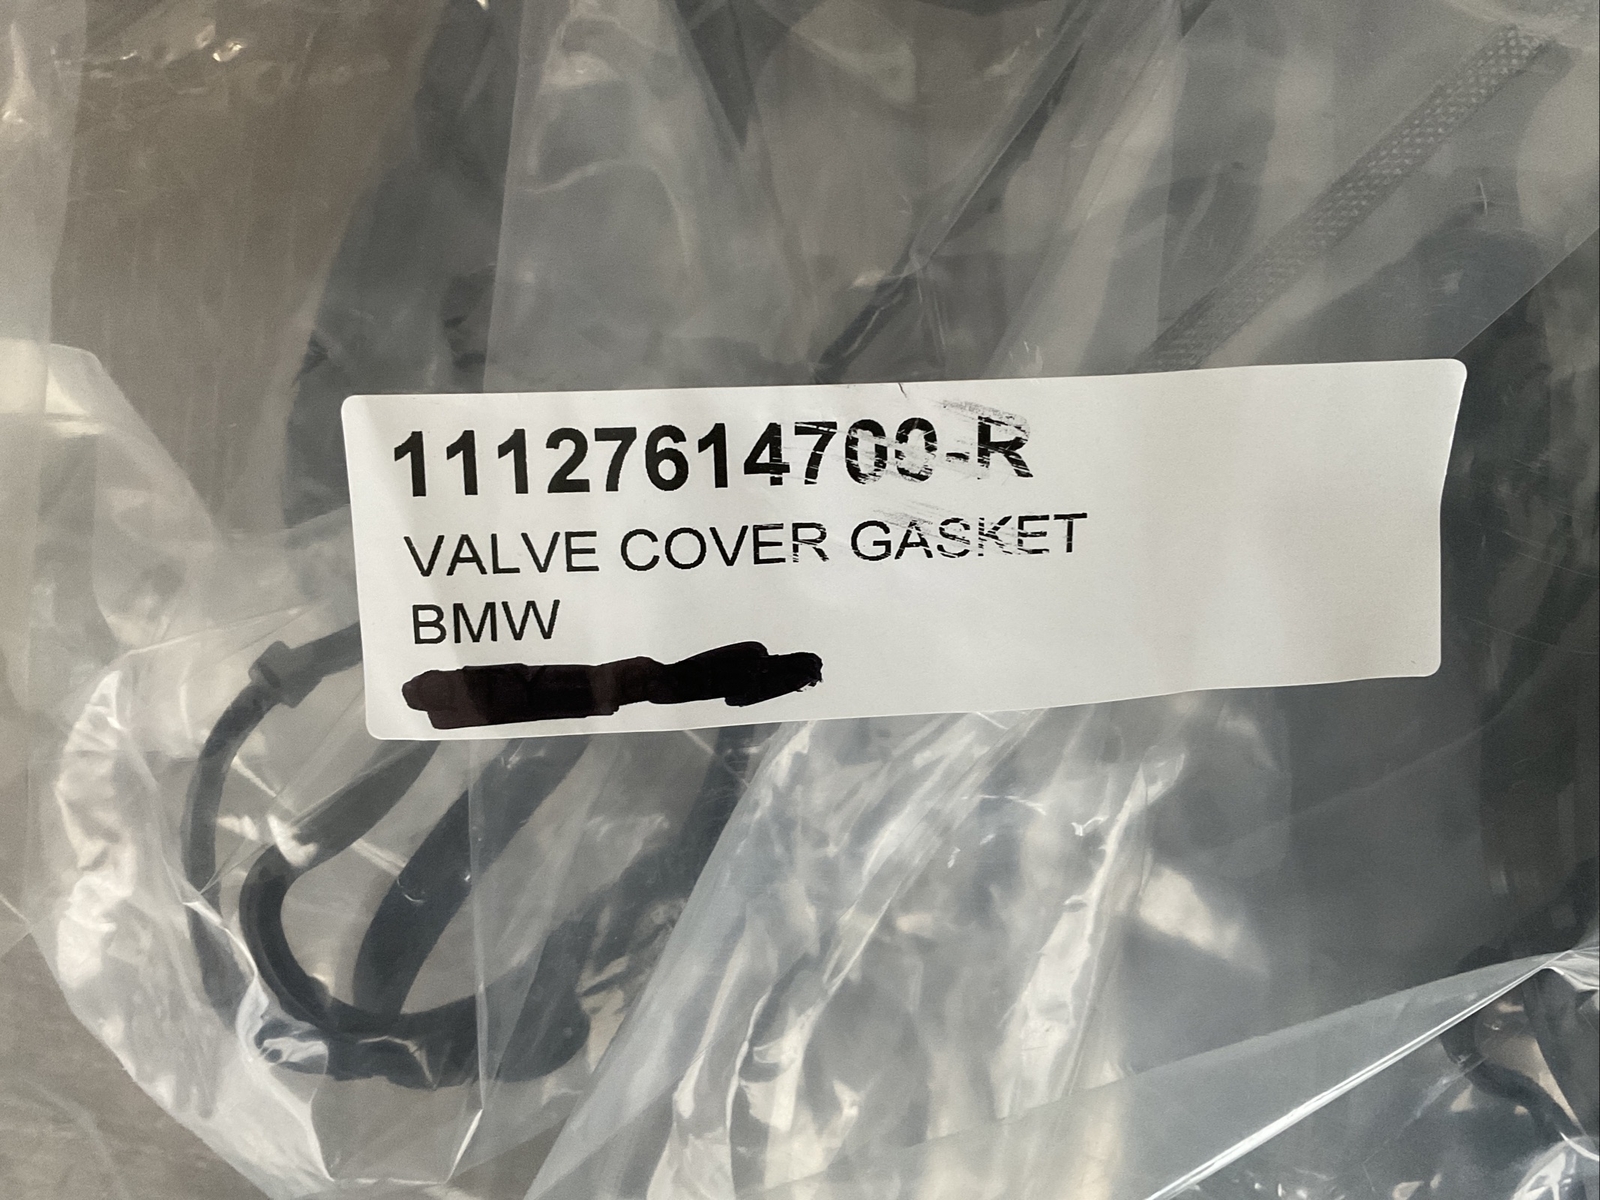 11127614700-R
VALVE COVER GASKET
BMW